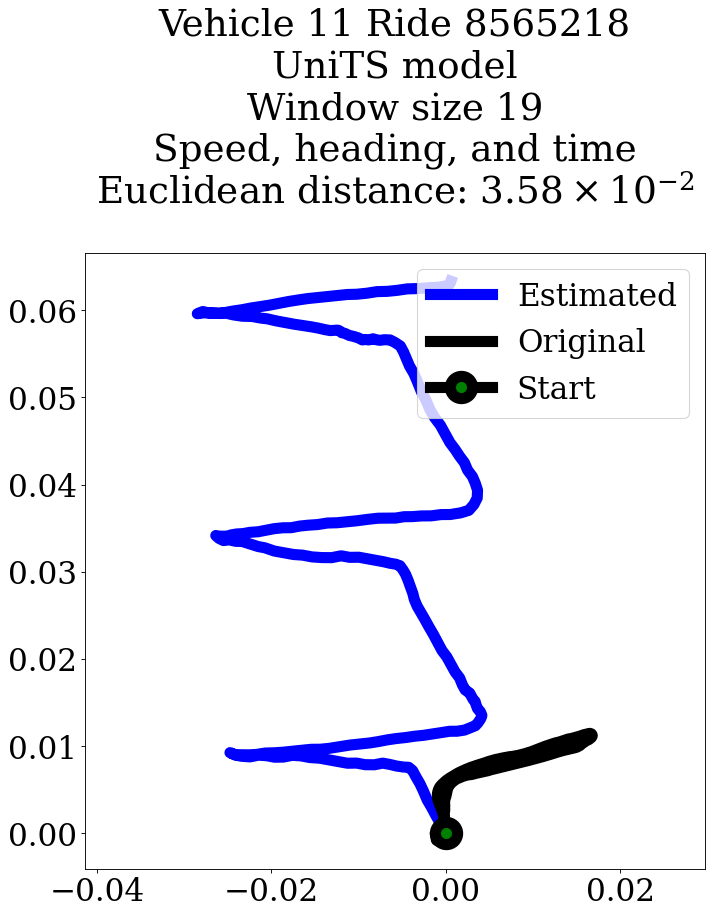 Vehicle 11 Ride 8565218
UniTS model
Window size 19
Speed, heading, and time
Euclidean distance: 3.58 × 10⁻²
Estimated
Original
Start
0.06
0.05
0.04
0.03
0.02
0.01
0.00
−0.04 −0.02 0.00 0.02